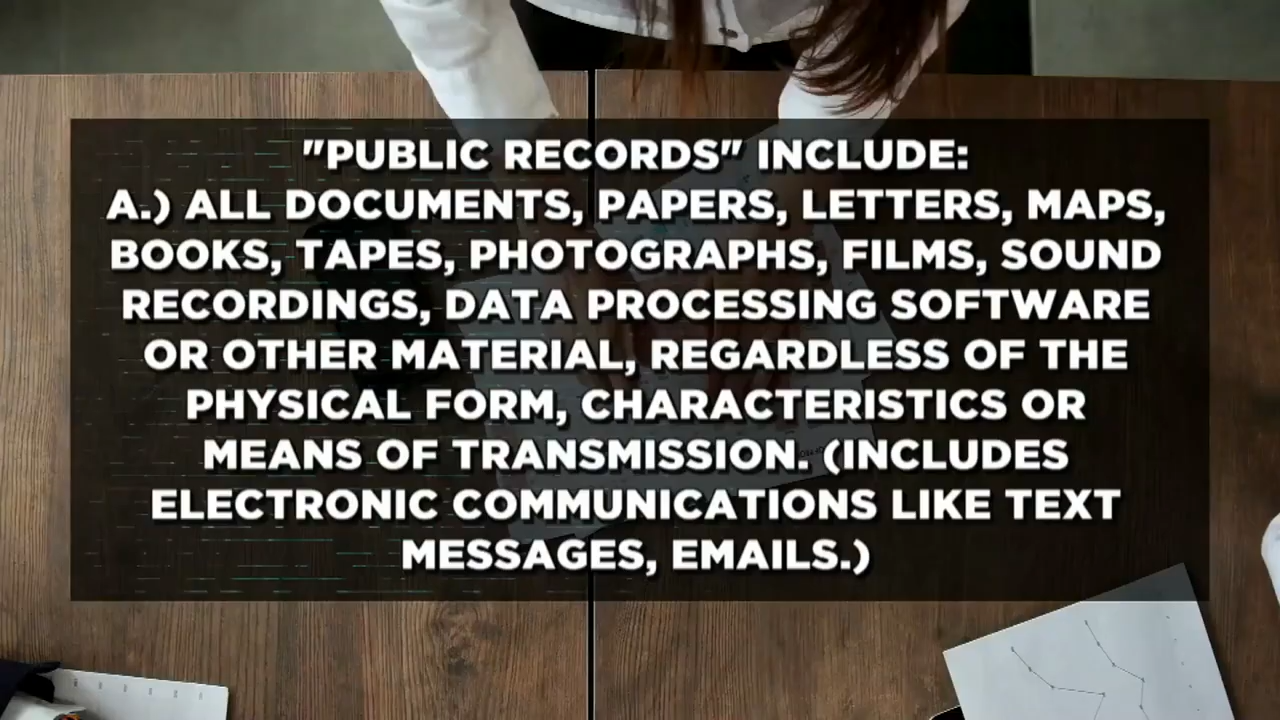 "PUBLIC RECORDS" INCLUDE:
A.) ALL DOCUMENTS, PAPERS, LETTERS, MAPS,
BOOKS, TAPES, PHOTOGRAPHS, FILMS, SOUND
RECORDINGS, DATA PROCESSING SOFTWARE
OR OTHER MATERIAL, REGARDLESS OF THE
PHYSICAL FORM, CHARACTERISTICS OR
MEANS OF TRANSMISSION. (INCLUDES
ELECTRONIC COMMUNICATIONS LIKE TEXT
MESSAGES, EMAILS.)